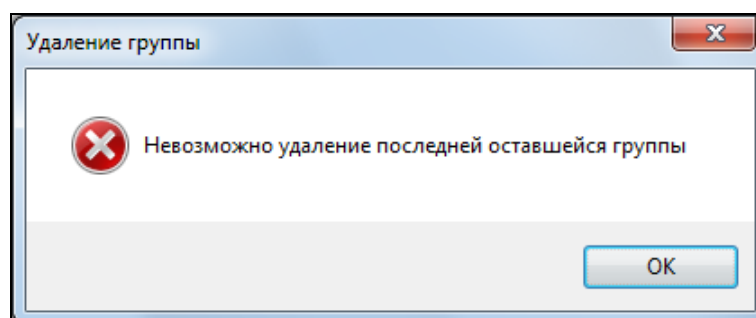 Удаление группы
Невозможно удаление последней оставшейся группы
OK